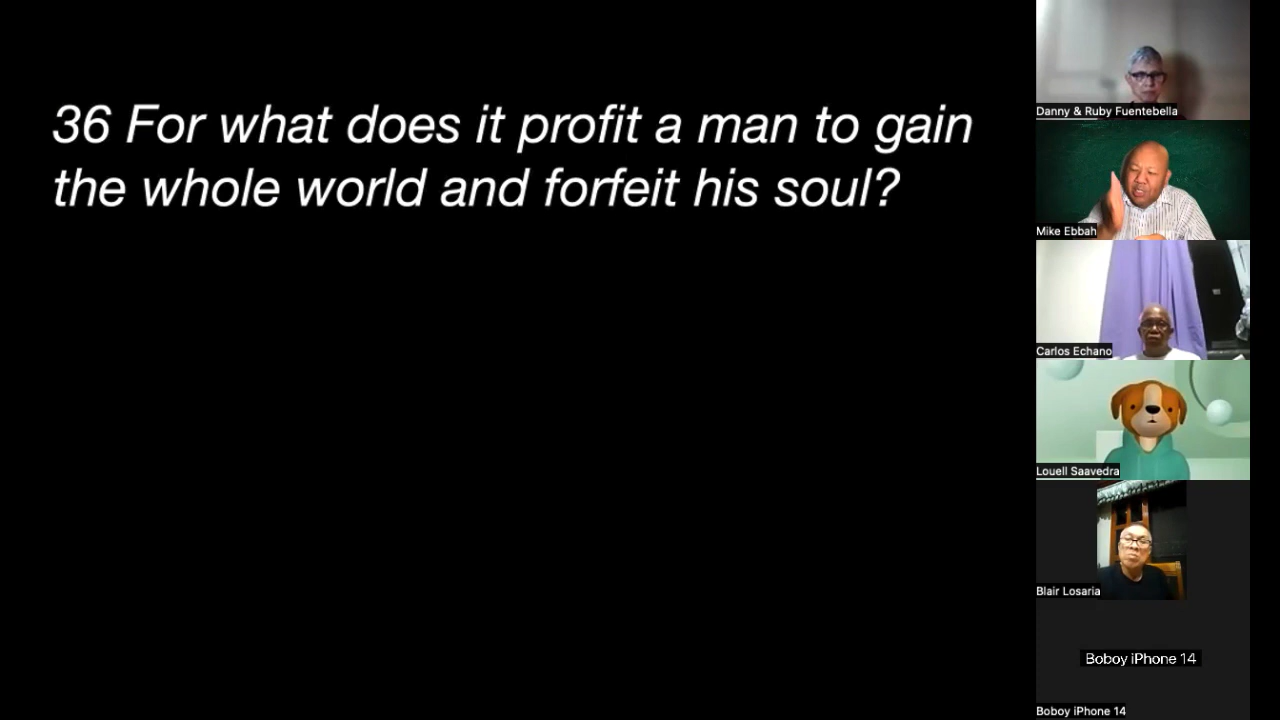 36 For what does it profit a man to gain
the whole world and forfeit his soul?
Danny & Ruby Fuentebella
Mike Ebbah
Carlos Echano
Louell Saavedra
Blair Losaria
Boboy iPhone 14
Boboy iPhone 14